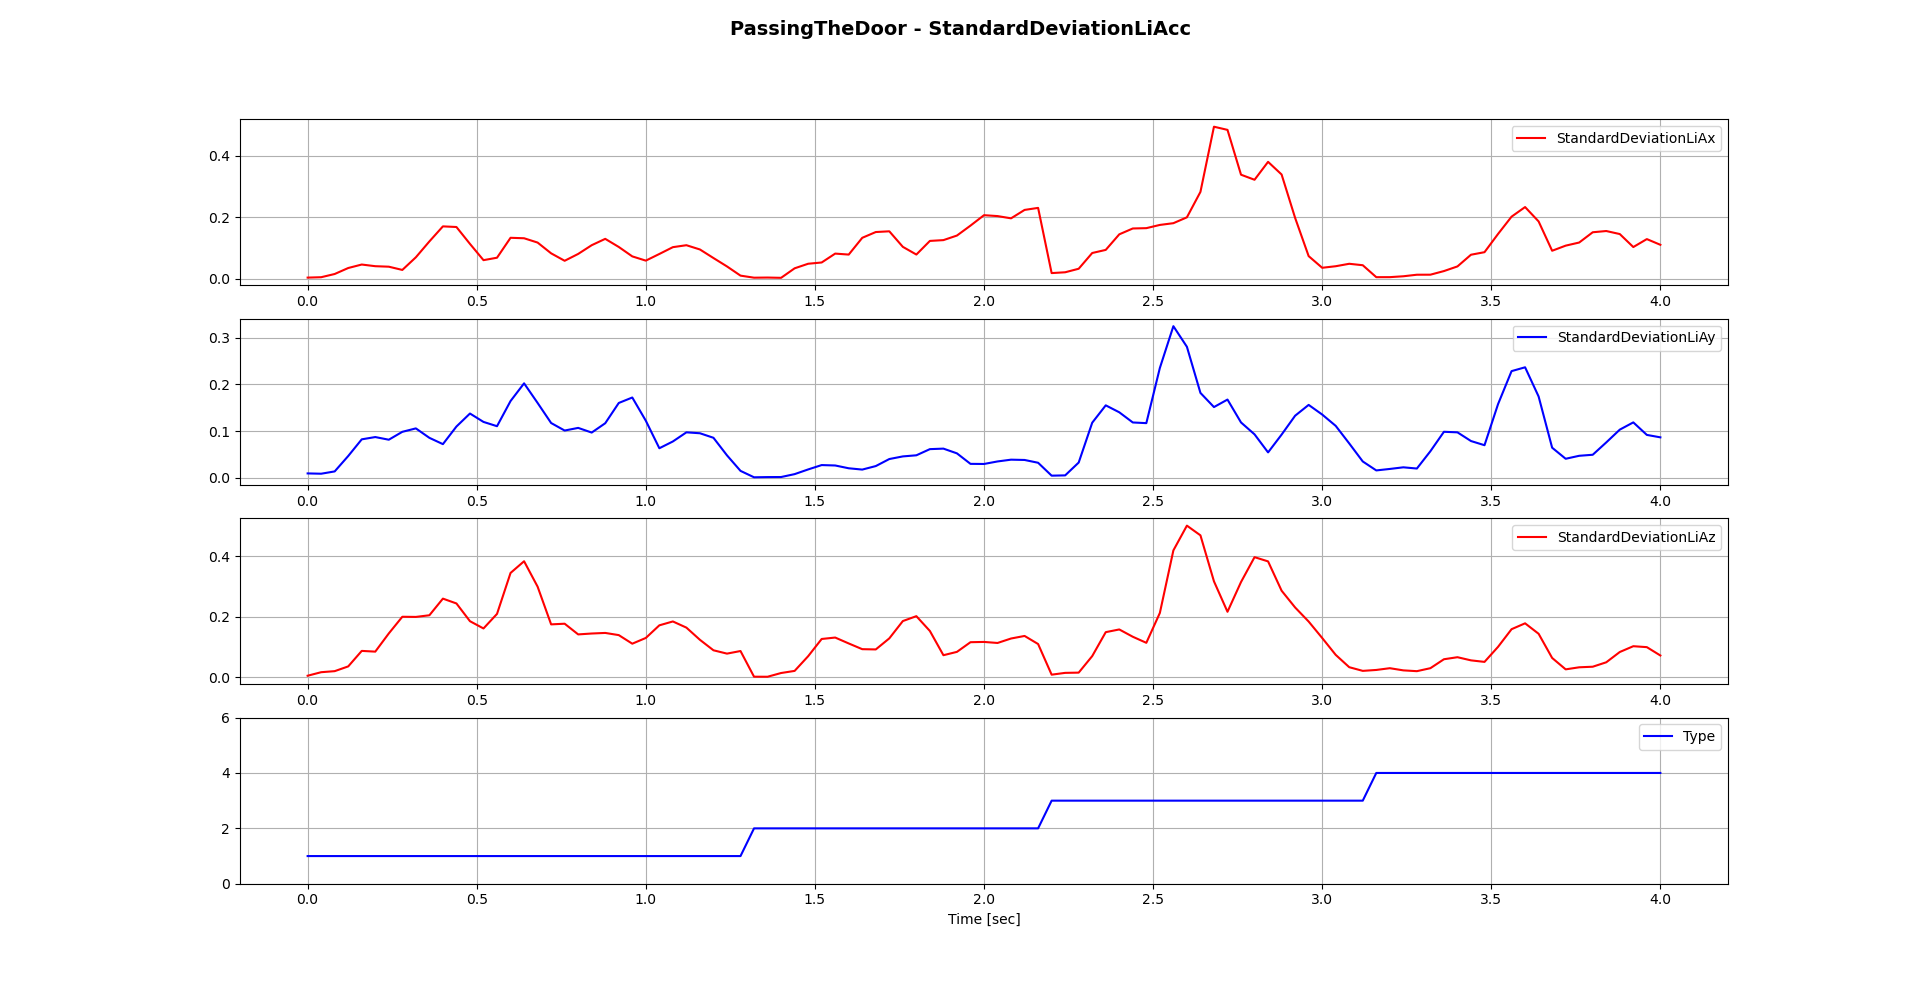 PassingTheDoor - StandardDeviationLiAcc
StandardDeviationLiAx
0.4
0.2
0.0
0.0 0.5 1.0 1.5 2.0 2.5 3.0 3.5 4.0
StandardDeviationLiAy
0.3
0.2
0.1
0.0
0.0 0.5 1.0 1.5 2.0 2.5 3.0 3.5 4.0
StandardDeviationLiAz
0.4
0.2
0.0
0.0 0.5 1.0 1.5 2.0 2.5 3.0 3.5 4.0
6
Type
4
2
0
0.0 0.5 1.0 1.5 2.0 2.5 3.0 3.5 4.0
Time [sec]